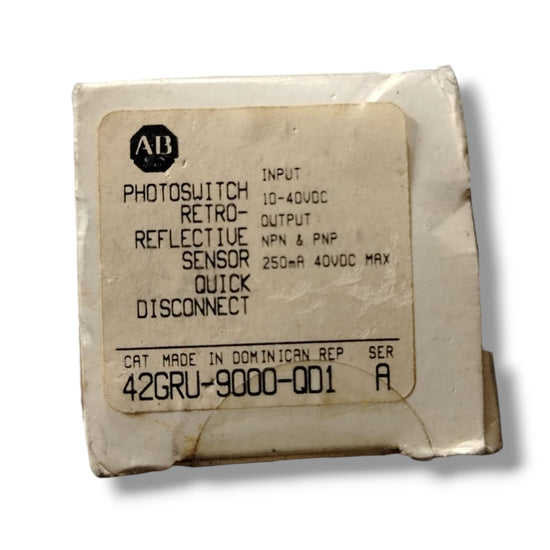 AB
PHOTOSWITCH
RETRO-
REFLECTIVE
SENSOR
QUICK
DISCONNECT
INPUT
10-40VDC
OUTPUT
NPN & PNP
250mA 40VDC MAX
CAT MADE IN DOMINICAN REP SER
42GRU-9000-QD1 A